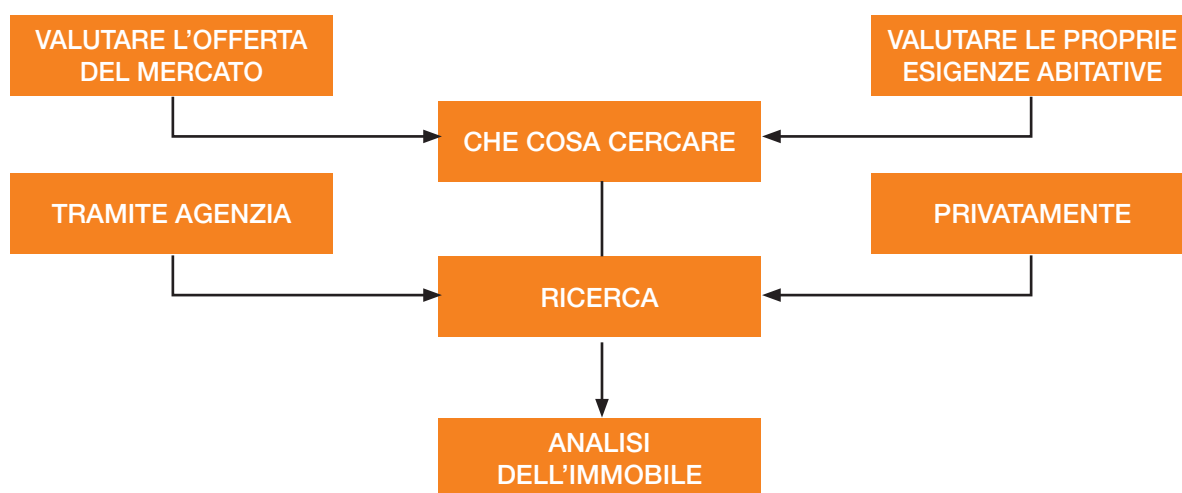 VALUTARE L'OFFERTA
DEL MERCATO
VALUTARE LE PROPRIE
ESIGENZE ABITATIVE
CHE COSA CERCARE
TRAMITE AGENZIA
PRIVATAMENTE
RICERCA
ANALISI
DELL'IMMOBILE